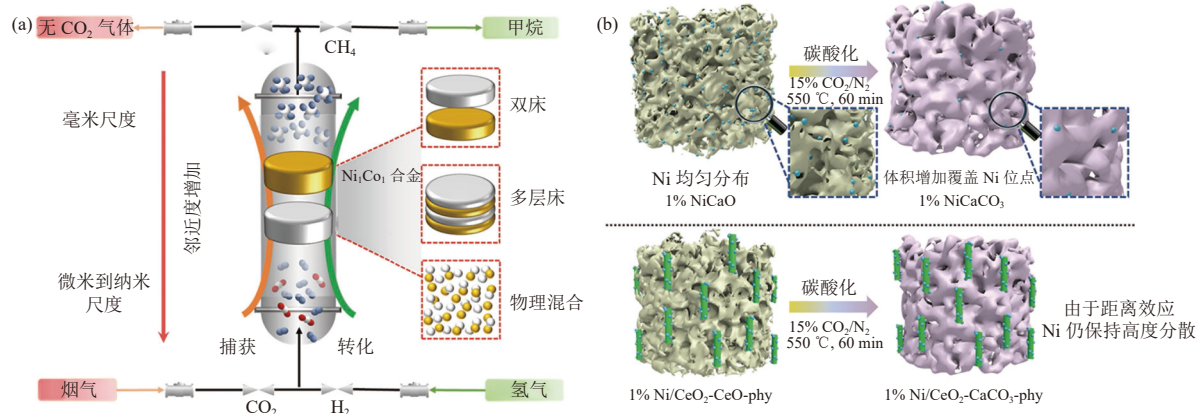 (a)
无 CO₂ 气体
甲烷
CH₄
毫米尺度
邻近度增加
微米到纳米
尺度
Ni₁Co₁ 合金
双床
多层床
物理混合
捕获
转化
烟气
CO₂
H₂
氢气
(b)
碳酸化
15% CO₂/N₂
550 ℃, 60 min
Ni 均匀分布
1% NiCaO
体积增加覆盖 Ni 位点
1% NiCaCO₃
碳酸化
15% CO₂/N₂
550 ℃, 60 min
由于距离效应
Ni 仍保持高度分散
1% Ni/CeO₂-CeO-phy
1% Ni/CeO₂-CaCO₃-phy